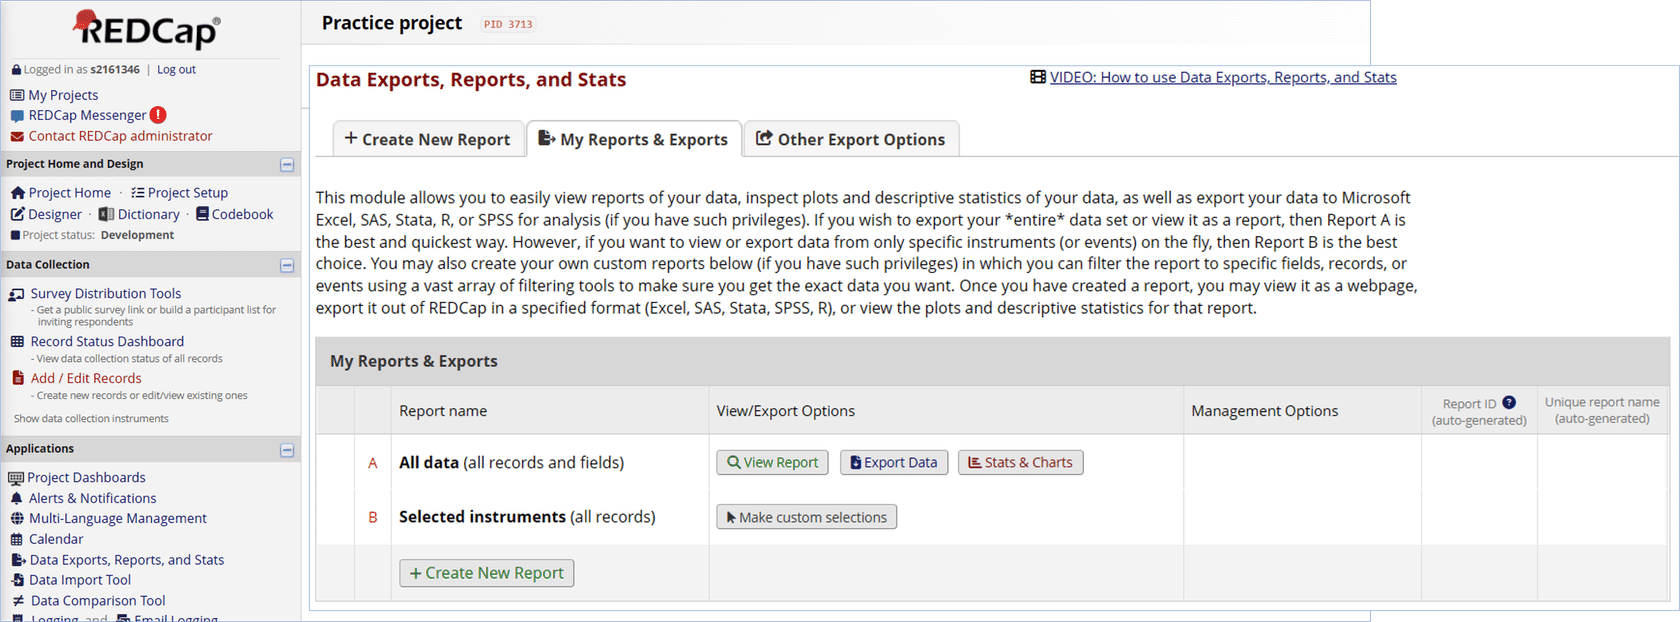 REDCap®
Logged in as s2161346 | Log out
My Projects
REDCap Messenger !
Contact REDCap administrator
Project Home and Design
Project Home · Project Setup
Designer · Dictionary · Codebook
Project status: Development
Data Collection
Survey Distribution Tools
- Get a public survey link or build a participant list for
inviting respondents
Record Status Dashboard
- View data collection status of all records
Add / Edit Records
- Create new records or edit/view existing ones
Show data collection instruments
Applications
Project Dashboards
Alerts & Notifications
Multi-Language Management
Calendar
Data Exports, Reports, and Stats
Data Import Tool
Data Comparison Tool
Logging and Email Logging
Practice project PID 3713
Data Exports, Reports, and Stats
VIDEO: How to use Data Exports, Reports, and Stats
+ Create New Report
My Reports & Exports
Other Export Options
This module allows you to easily view reports of your data, inspect plots and descriptive statistics of your data, as well as export your data to Microsoft
Excel, SAS, Stata, R, or SPSS for analysis (if you have such privileges). If you wish to export your *entire* data set or view it as a report, then Report A is
the best and quickest way. However, if you want to view or export data from only specific instruments (or events) on the fly, then Report B is the best
choice. You may also create your own custom reports below (if you have such privileges) in which you can filter the report to specific fields, records, or
events using a vast array of filtering tools to make sure you get the exact data you want. Once you have created a report, you may view it as a webpage,
export it out of REDCap in a specified format (Excel, SAS, Stata, SPSS, R), or view the plots and descriptive statistics for that report.
My Reports & Exports
Report name
View/Export Options
Management Options
Report ID ?
(auto-generated)
Unique report name
(auto-generated)
A All data (all records and fields) View Report Export Data Stats & Charts
B Selected instruments (all records) Make custom selections
+ Create New Report